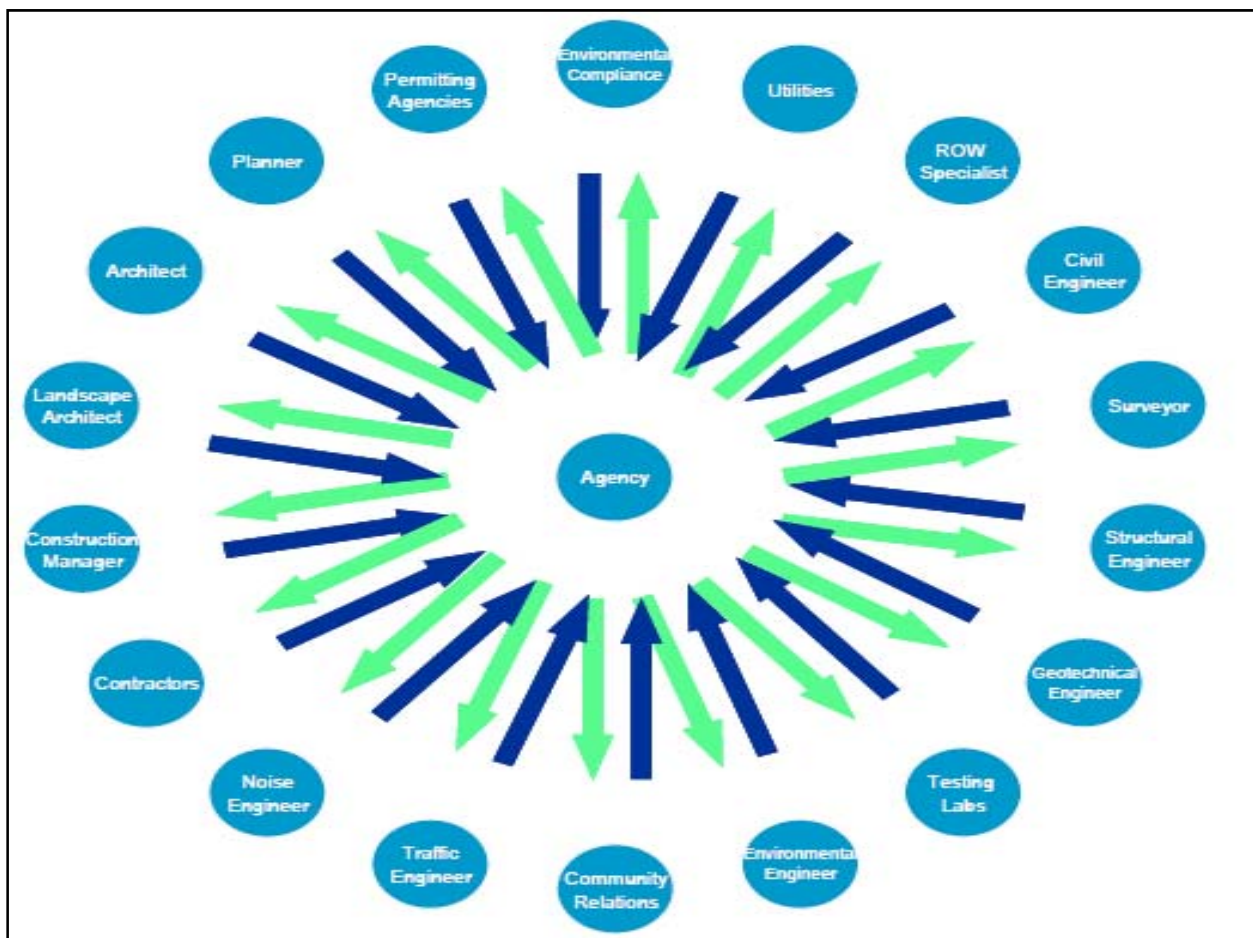 Environmental
Compliance
Utilities
ROW
Specialist
Civil
Engineer
Surveyor
Structural
Engineer
Geotechnical
Engineer
Testing
Labs
Environmental
Engineer
Community
Relations
Traffic
Engineer
Noise
Engineer
Contractors
Construction
Manager
Landscape
Architect
Architect
Planner
Permitting
Agencies
Agency